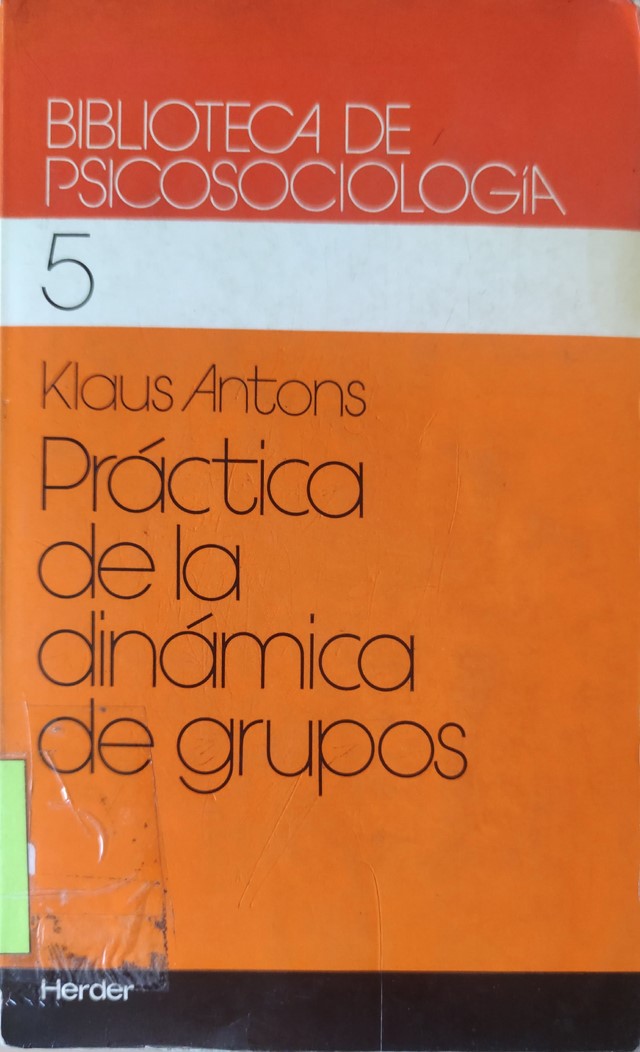 BIBLIOTECA DE
PSICOSOCIOLOGíA
5
Klaus Antons
Práctica
de la
dinámica
de grupos
Herder